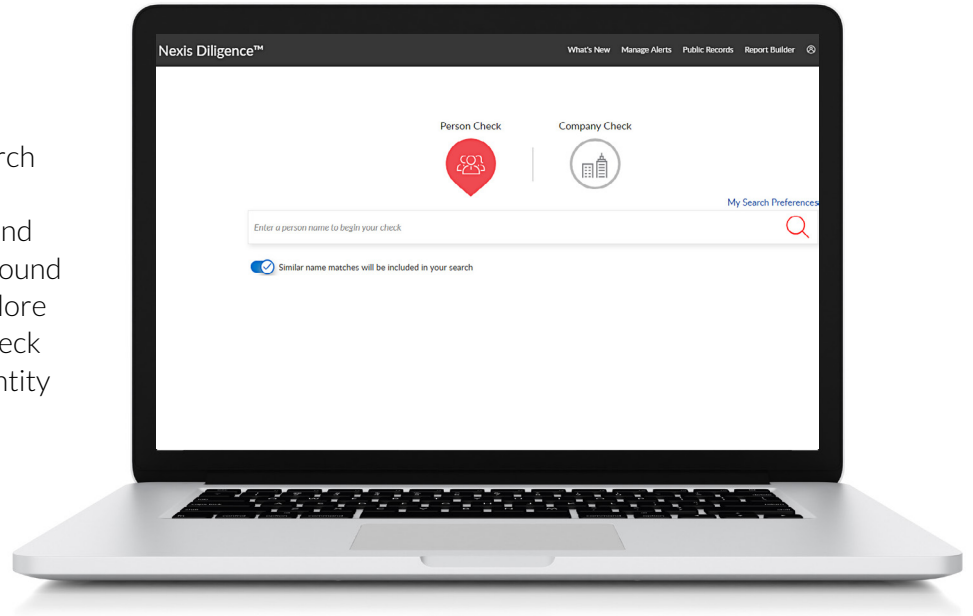 rch
nd
ound
lore
eck
ntity
Nexis Diligence™
What's New Manage Alerts Public Records Report Builder
Person Check
Company Check
My Search Preferences
Enter a person name to begin your check
Similar name matches will be included in your search